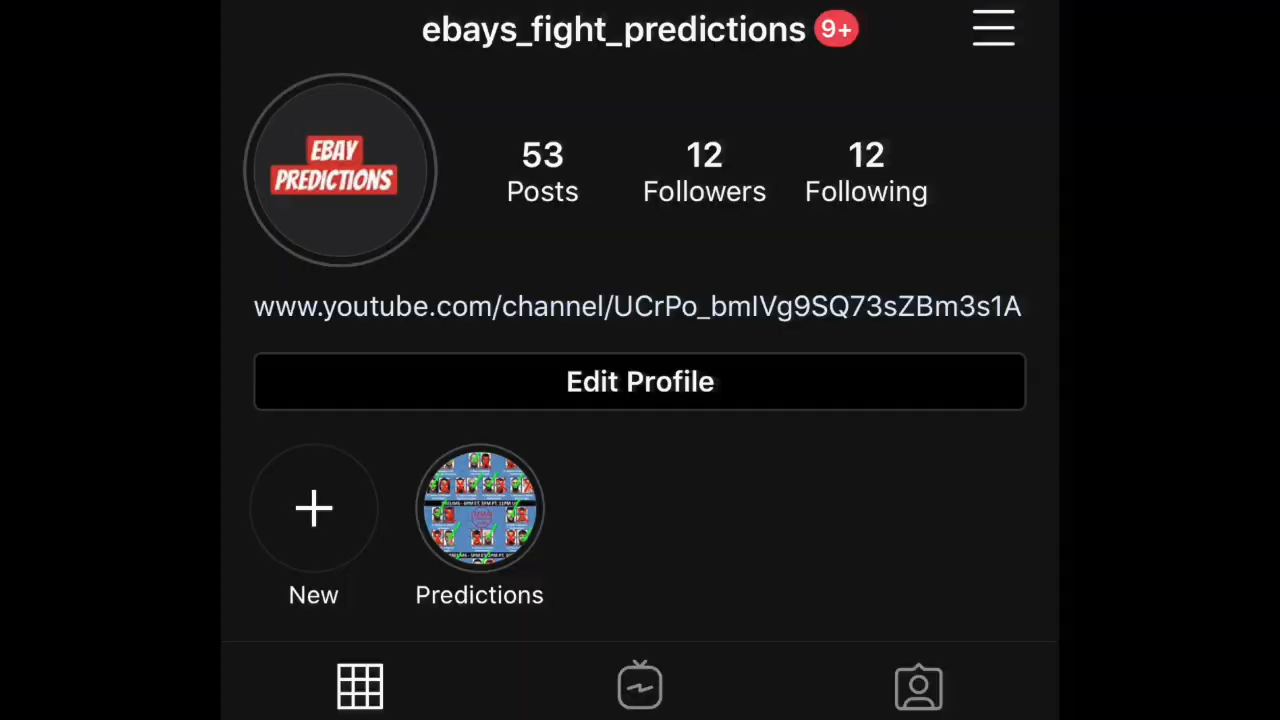 ebays_fight_predictions 9+
EBAY
PREDICTIONS
53 12 12
Posts Followers Following
www.youtube.com/channel/UCrPo_bmIVg9SQ73sZBm3s1A
Edit Profile
New Predictions